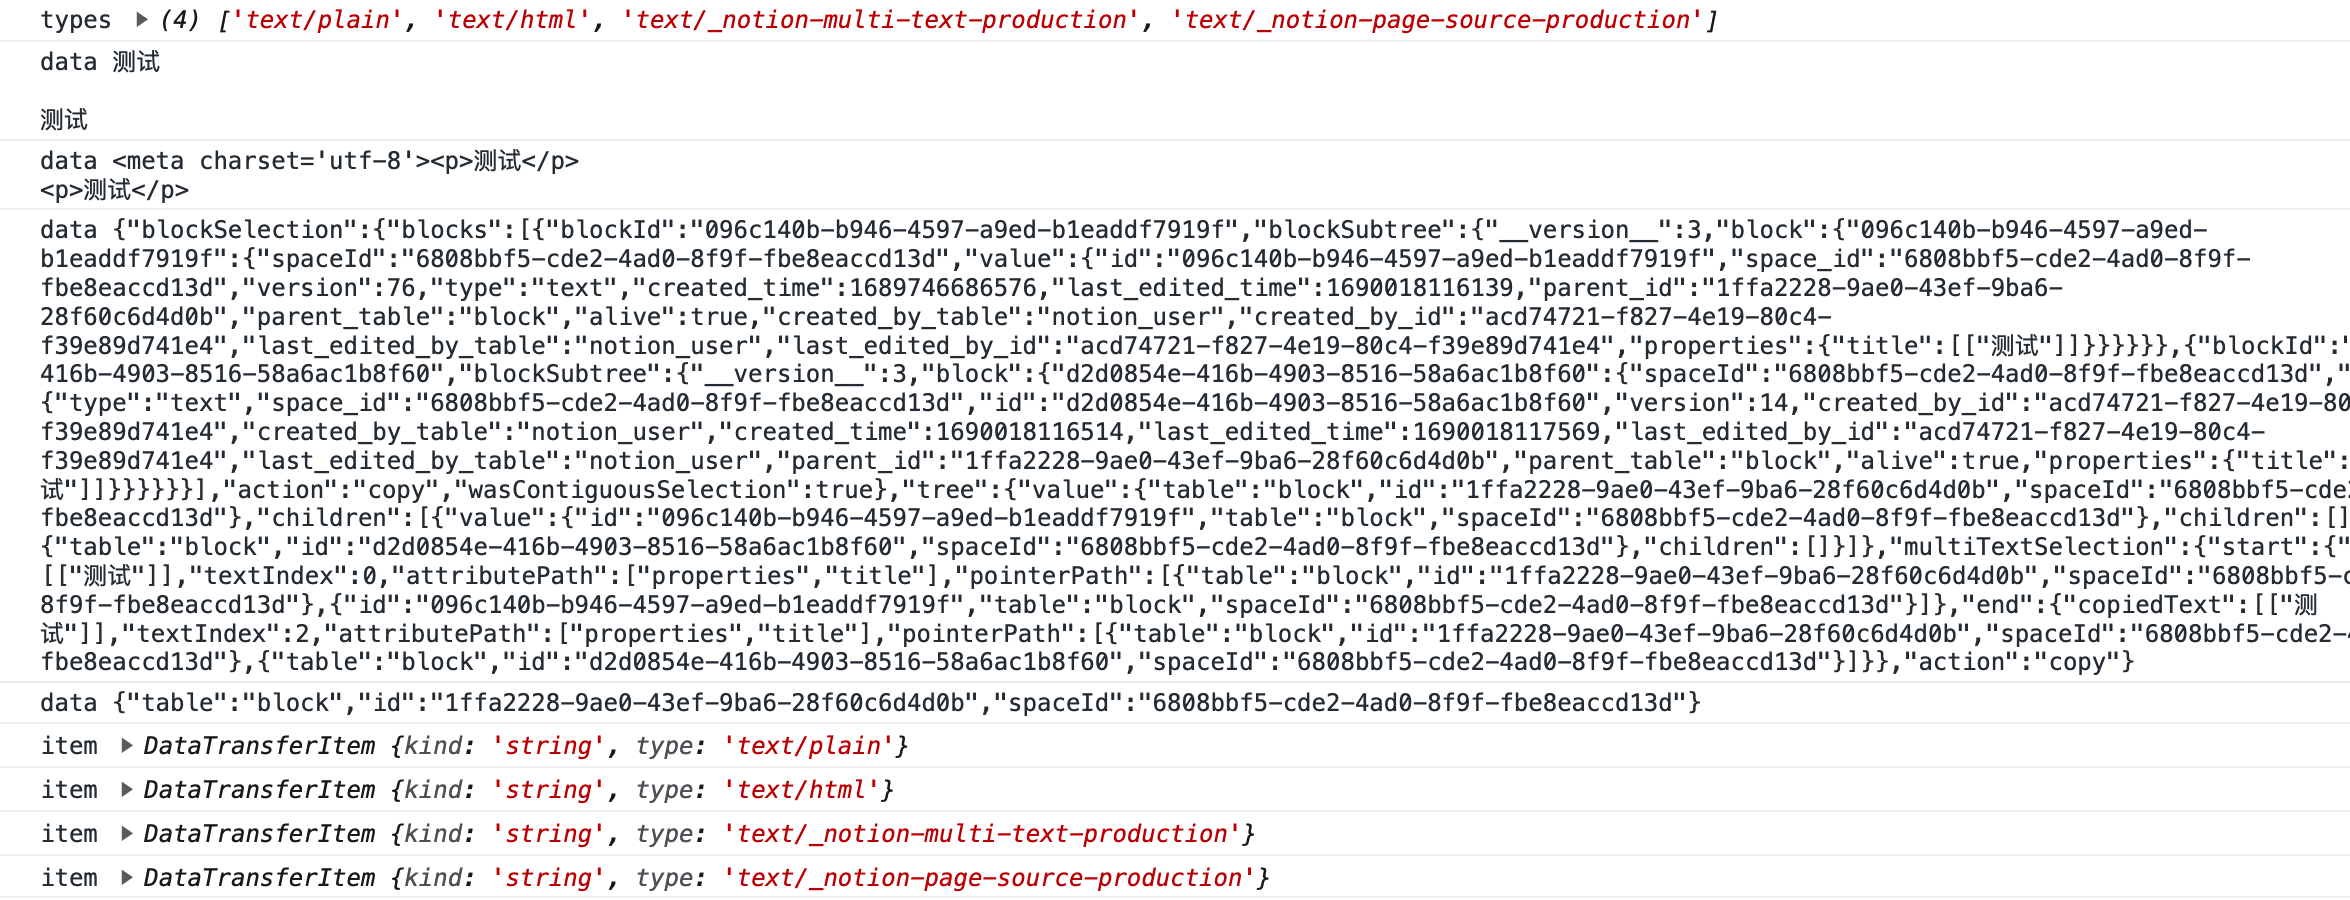 types ▶ (4) ['text/plain', 'text/html', 'text/_notion-multi-text-production', 'text/_notion-page-source-production']
data 测试
测试
data <meta charset='utf-8'><p>测试</p>
<p>测试</p>
data {"blockSelection":{"blocks":[{"blockId":"096c140b-b946-4597-a9ed-b1eaddf7919f","blockSubtree":{"__version__":3,"block":{"096c140b-b946-4597-a9ed-
b1eaddf7919f":{"spaceId":"6808bbf5-cde2-4ad0-8f9f-fbe8eaccd13d","value":{"id":"096c140b-b946-4597-a9ed-b1eaddf7919f","space_id":"6808bbf5-cde2-4ad0-8f9f-
fbe8eaccd13d","version":76,"type":"text","created_time":1689746686576,"last_edited_time":1690018116139,"parent_id":"1ffa2228-9ae0-43ef-9ba6-
28f60c6d4d0b","parent_table":"block","alive":true,"created_by_table":"notion_user","created_by_id":"acd74721-f827-4e19-80c4-
f39e89d741e4","last_edited_by_table":"notion_user","last_edited_by_id":"acd74721-f827-4e19-80c4-f39e89d741e4","properties":{"title":[["测试"]]}}}}}},{"blockId":"
416b-4903-8516-58a6ac1b8f60","blockSubtree":{"__version__":3,"block":{"d2d0854e-416b-4903-8516-58a6ac1b8f60":{"spaceId":"6808bbf5-cde2-4ad0-8f9f-fbe8eaccd13d","
{"type":"text","space_id":"6808bbf5-cde2-4ad0-8f9f-fbe8eaccd13d","id":"d2d0854e-416b-4903-8516-58a6ac1b8f60","version":14,"created_by_id":"acd74721-f827-4e19-80
f39e89d741e4","created_by_table":"notion_user","created_time":1690018116514,"last_edited_time":1690018117569,"last_edited_by_id":"acd74721-f827-4e19-80c4-
f39e89d741e4","last_edited_by_table":"notion_user","parent_id":"1ffa2228-9ae0-43ef-9ba6-28f60c6d4d0b","parent_table":"block","alive":true,"properties":{"title":
试"]]}}}}}}],"action":"copy","wasContiguousSelection":true},"tree":{"value":{"table":"block","id":"1ffa2228-9ae0-43ef-9ba6-28f60c6d4d0b","spaceId":"6808bbf5-cde
fbe8eaccd13d"},"children":[{"value":{"id":"096c140b-b946-4597-a9ed-b1eaddf7919f","table":"block","spaceId":"6808bbf5-cde2-4ad0-8f9f-fbe8eaccd13d"},"children":[]
{"table":"block","id":"d2d0854e-416b-4903-8516-58a6ac1b8f60","spaceId":"6808bbf5-cde2-4ad0-8f9f-fbe8eaccd13d"},"children":[]}]},"multiTextSelection":{"start":{"
[["测试"]],"textIndex":0,"attributePath":["properties","title"],"pointerPath":[{"table":"block","id":"1ffa2228-9ae0-43ef-9ba6-28f60c6d4d0b","spaceId":"6808bbf5-c
8f9f-fbe8eaccd13d"},{"id":"096c140b-b946-4597-a9ed-b1eaddf7919f","table":"block","spaceId":"6808bbf5-cde2-4ad0-8f9f-fbe8eaccd13d"}]},"end":{"copiedText":[["测
试"]],"textIndex":2,"attributePath":["properties","title"],"pointerPath":[{"table":"block","id":"1ffa2228-9ae0-43ef-9ba6-28f60c6d4d0b","spaceId":"6808bbf5-cde2-4
fbe8eaccd13d"},{"table":"block","id":"d2d0854e-416b-4903-8516-58a6ac1b8f60","spaceId":"6808bbf5-cde2-4ad0-8f9f-fbe8eaccd13d"}]}},"action":"copy"}
data {"table":"block","id":"1ffa2228-9ae0-43ef-9ba6-28f60c6d4d0b","spaceId":"6808bbf5-cde2-4ad0-8f9f-fbe8eaccd13d"}
item ▶ DataTransferItem {kind: 'string', type: 'text/plain'}
item ▶ DataTransferItem {kind: 'string', type: 'text/html'}
item ▶ DataTransferItem {kind: 'string', type: 'text/_notion-multi-text-production'}
item ▶ DataTransferItem {kind: 'string', type: 'text/_notion-page-source-production'}